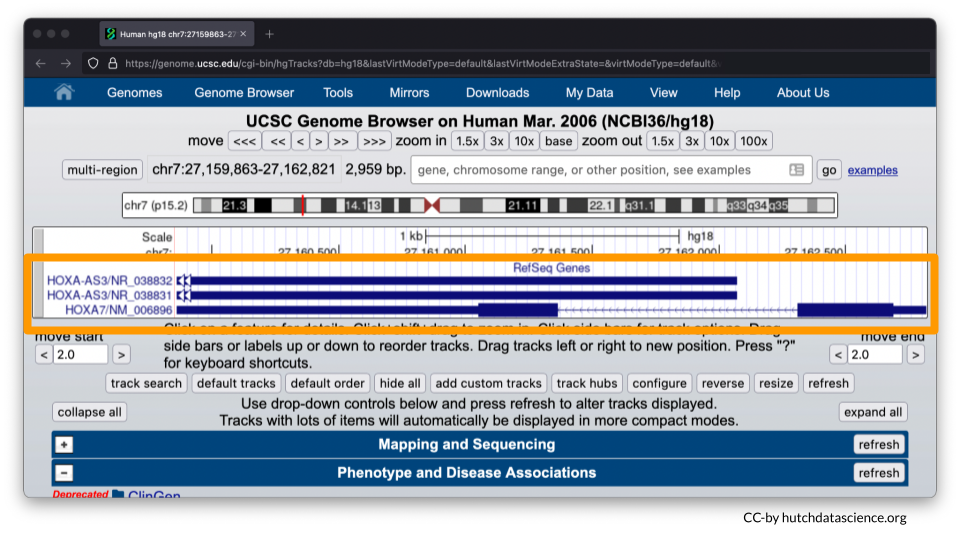 Human hg18 chr7:27159863-27
https://genome.ucsc.edu/cgi-bin/hgTracks?db=hg18&lastVirtModeType=default&lastVirtModeExtraState=&virtModeType=default&
Genomes Genome Browser Tools Mirrors Downloads My Data View Help About Us
UCSC Genome Browser on Human Mar. 2006 (NCBI36/hg18)
move <<< << < > >> >>> zoom in 1.5x 3x 10x base zoom out 1.5x 3x 10x 100x
multi-region chr7:27,159,863-27,162,821 2,959 bp. gene, chromosome range, or other position, see examples go examples
chr7 (p15.2) 21.3 14.1 13 21.11 22.1 q31.1 q33 q34 q35
Scale 1 kb hg18
chr7: 27,160,500 27,161,000 27,161,500 27,162,000 27,162,500
RefSeq Genes
HOXA-AS3/NR_038832
HOXA-AS3/NR_038831
HOXA7/NM_006896
Click on a feature for details. Click+shift+drag to zoom in. Click side bars for track options. Drag
move start side bars or labels up or down to reorder tracks. Drag tracks left or right to new position. Press "?" move end
< 2.0 > for keyboard shortcuts. < 2.0 >
track search default tracks default order hide all add custom tracks track hubs configure reverse resize refresh
collapse all Use drop-down controls below and press refresh to alter tracks displayed. expand all
Tracks with lots of items will automatically be displayed in more compact modes.
+ Mapping and Sequencing refresh
− Phenotype and Disease Associations refresh
Deprecated ClinGen
CC-by hutchdatascience.org